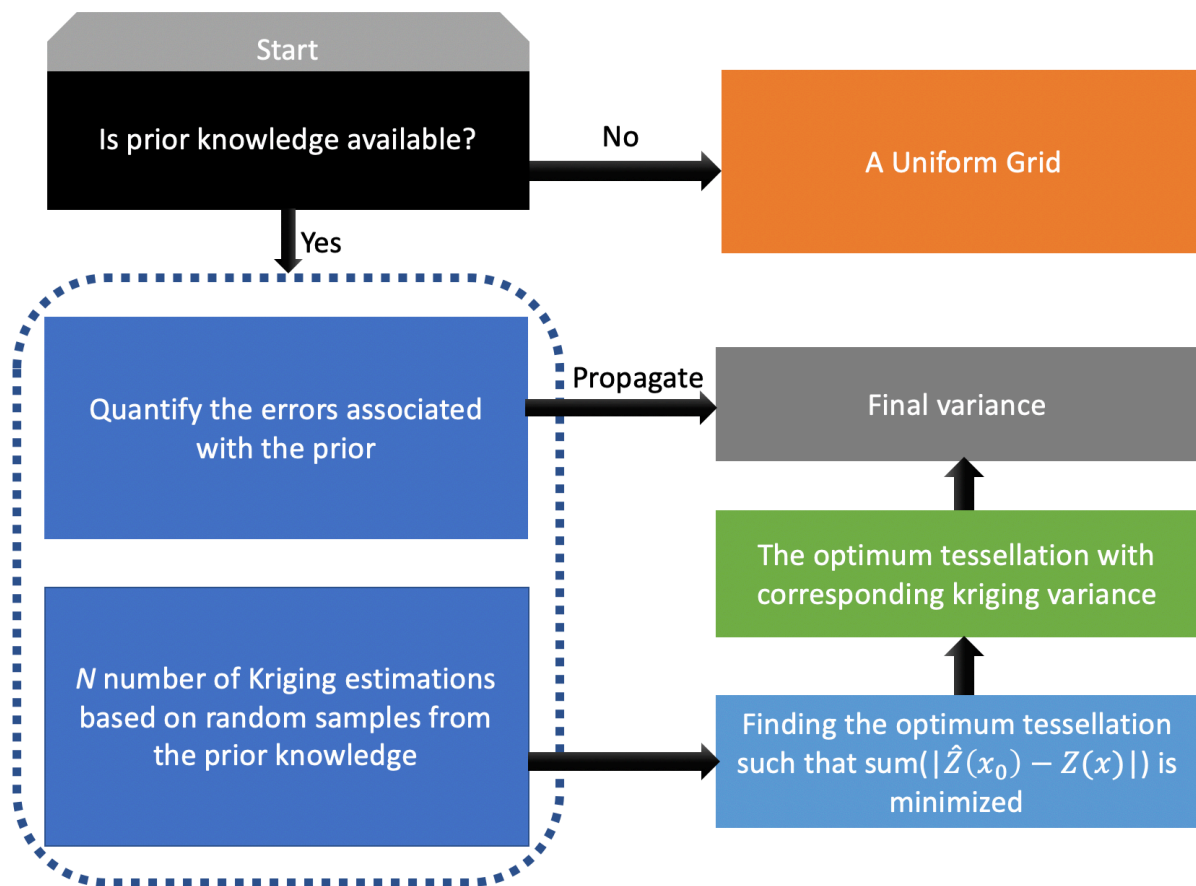 Start
Is prior knowledge available?
No
A Uniform Grid
Yes
Quantify the errors associated
with the prior
Propagate
Final variance
The optimum tessellation with
corresponding kriging variance
N number of Kriging estimations
based on random samples from
the prior knowledge
Finding the optimum tessellation
such that sum(|Ẑ(x₀) − Z(x)|) is
minimized